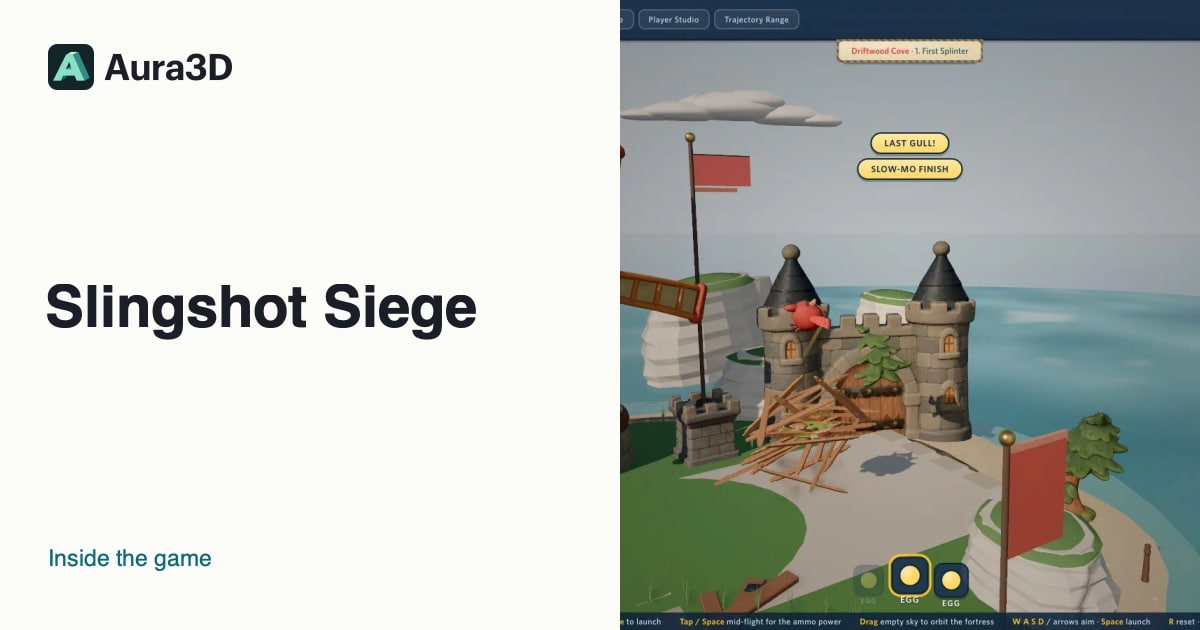 Aura3D
Slingshot Siege
Inside the game
Player Studio
Trajectory Range
Driftwood Cove · 1. First Splinter
LAST GULL!
SLOW-MO FINISH
EGG
EGG
EGG
to launch
Tap / Space mid-flight for the ammo power
Drag empty sky to orbit the fortress
W A S D / arrows aim · Space launch
R reset